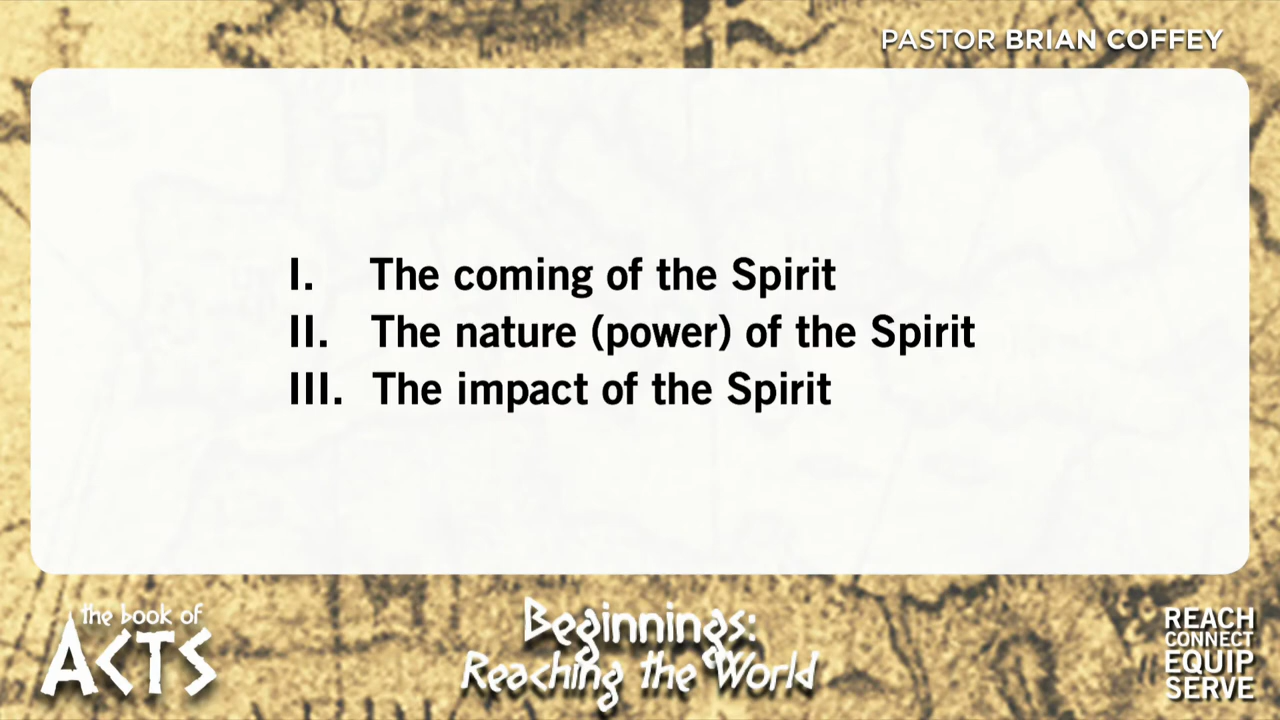 PASTOR BRIAN COFFEY
I. The coming of the Spirit
II. The nature (power) of the Spirit
III. The impact of the Spirit
the book of
ACTS
Beginnings:
Reaching the World
REACH
CONNECT
EQUIP
SERVE